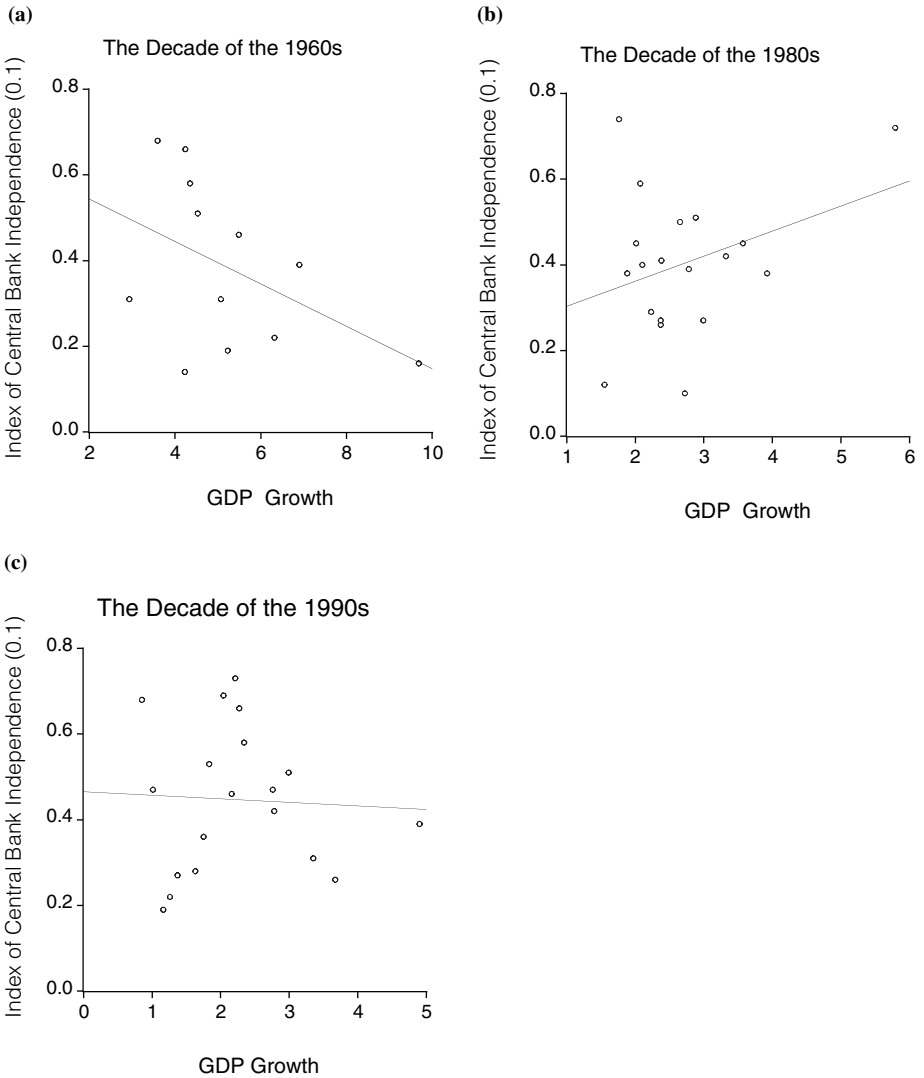 (a)
The Decade of the 1960s
Index of Central Bank Independence (0.1)
0.8
0.6
0.4
0.2
0.0
2 4 6 8 10
GDP Growth
(b)
The Decade of the 1980s
Index of Central Bank Independence (0.1)
0.8
0.6
0.4
0.2
0.0
1 2 3 4 5 6
GDP Growth
(c)
The Decade of the 1990s
Index of Central Bank Independence (0.1)
0.8
0.6
0.4
0.2
0.0
0 1 2 3 4 5
GDP Growth